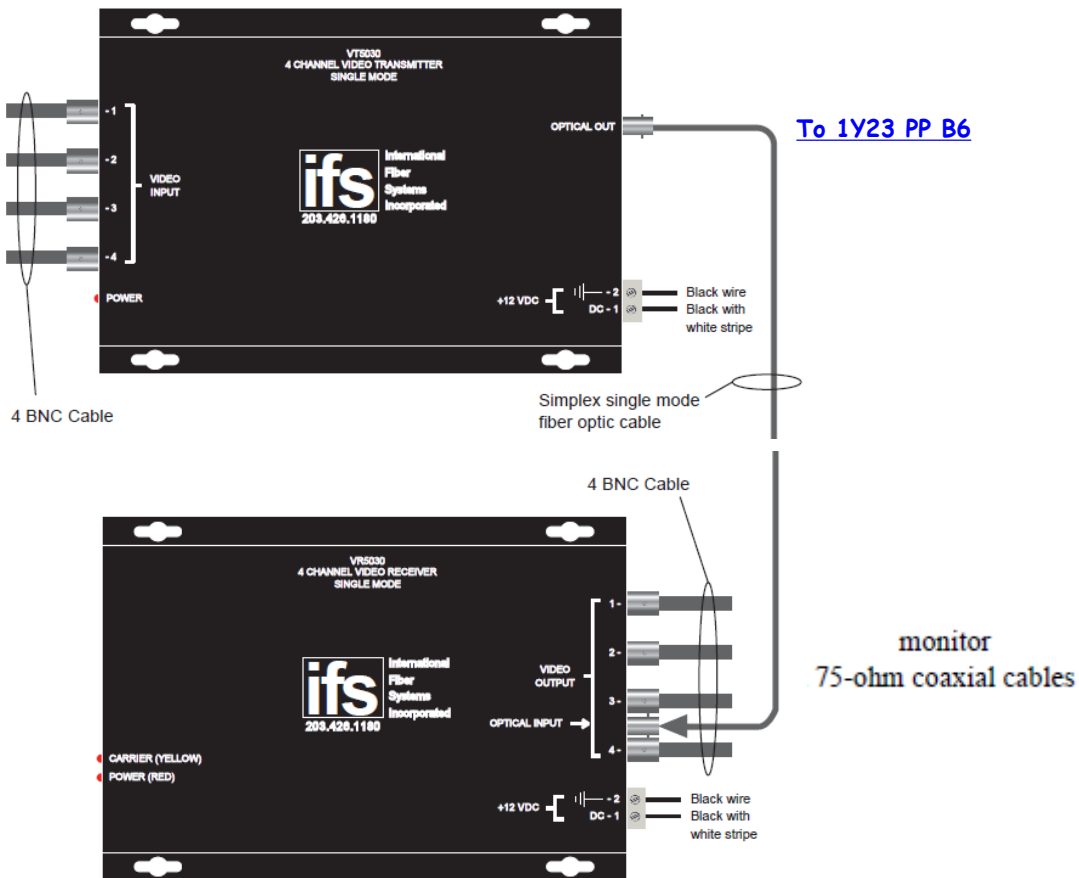 VT5030
4 CHANNEL VIDEO TRANSMITTER
SINGLE MODE
-1
-2
-3
-4
VIDEO
INPUT
OPTICAL OUT
To 1Y23 PP B6
ifs
International
Fiber
Systems
Incorporated
203.426.1180
POWER
+12 VDC
- 2
DC - 1
Black wire
Black with
white stripe
4 BNC Cable
Simplex single mode
fiber optic cable
4 BNC Cable
VR5030
4 CHANNEL VIDEO RECEIVER
SINGLE MODE
1-
2-
3-
4-
VIDEO
OUTPUT
OPTICAL INPUT
monitor
75-ohm coaxial cables
ifs
International
Fiber
Systems
Incorporated
203.426.1180
CARRIER (YELLOW)
POWER (RED)
+12 VDC
- 2
DC - 1
Black wire
Black with
white stripe